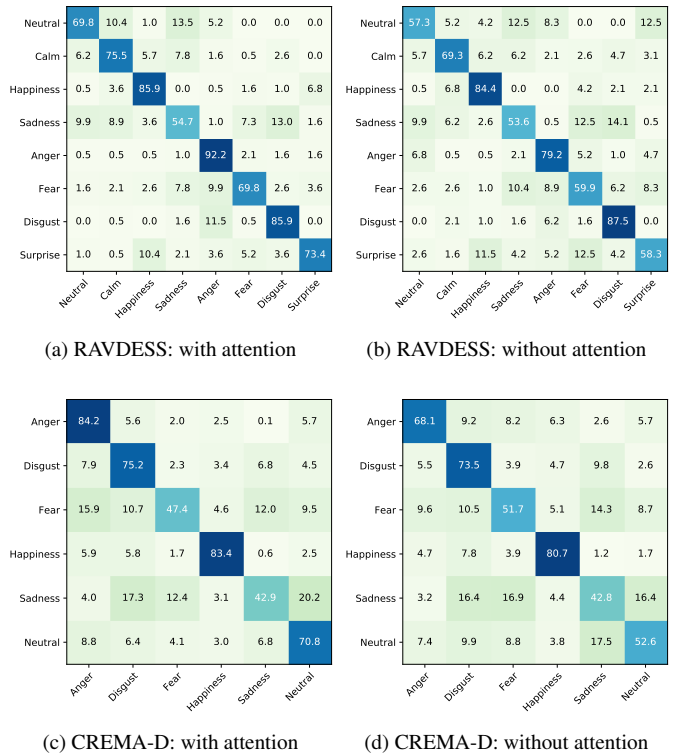 Neutral 69.8 10.4 1.0 13.5 5.2 0.0 0.0 0.0
Calm 6.2 75.5 5.7 7.8 1.6 0.5 2.6 0.0
Happiness 0.5 3.6 85.9 0.0 0.5 1.6 1.0 6.8
Sadness 9.9 8.9 3.6 54.7 1.0 7.3 13.0 1.6
Anger 0.5 0.5 0.5 1.0 92.2 2.1 1.6 1.6
Fear 1.6 2.1 2.6 7.8 9.9 69.8 2.6 3.6
Disgust 0.0 0.5 0.0 1.6 11.5 0.5 85.9 0.0
Surprise 1.0 0.5 10.4 2.1 3.6 5.2 3.6 73.4
Neutral Calm Happiness Sadness Anger Fear Disgust Surprise
(a) RAVDESS: with attention
Neutral 57.3 5.2 4.2 12.5 8.3 0.0 0.0 12.5
Calm 5.7 69.3 6.2 6.2 2.1 2.6 4.7 3.1
Happiness 0.5 6.8 84.4 0.0 0.0 4.2 2.1 2.1
Sadness 9.9 6.2 2.6 53.6 0.5 12.5 14.1 0.5
Anger 6.8 0.5 0.5 2.1 79.2 5.2 1.0 4.7
Fear 2.6 2.6 1.0 10.4 8.9 59.9 6.2 8.3
Disgust 0.0 2.1 1.0 1.6 6.2 1.6 87.5 0.0
Surprise 2.6 1.6 11.5 4.2 5.2 12.5 4.2 58.3
Neutral Calm Happiness Sadness Anger Fear Disgust Surprise
(b) RAVDESS: without attention
Anger 84.2 5.6 2.0 2.5 0.1 5.7
Disgust 7.9 75.2 2.3 3.4 6.8 4.5
Fear 15.9 10.7 47.4 4.6 12.0 9.5
Happiness 5.9 5.8 1.7 83.4 0.6 2.5
Sadness 4.0 17.3 12.4 3.1 42.9 20.2
Neutral 8.8 6.4 4.1 3.0 6.8 70.8
Anger Disgust Fear Happiness Sadness Neutral
(c) CREMA-D: with attention
Anger 68.1 9.2 8.2 6.3 2.6 5.7
Disgust 5.5 73.5 3.9 4.7 9.8 2.6
Fear 9.6 10.5 51.7 5.1 14.3 8.7
Happiness 4.7 7.8 3.9 80.7 1.2 1.7
Sadness 3.2 16.4 16.9 4.4 42.8 16.4
Neutral 7.4 9.9 8.8 3.8 17.5 52.6
Anger Disgust Fear Happiness Sadness Neutral
(d) CREMA-D: without attention